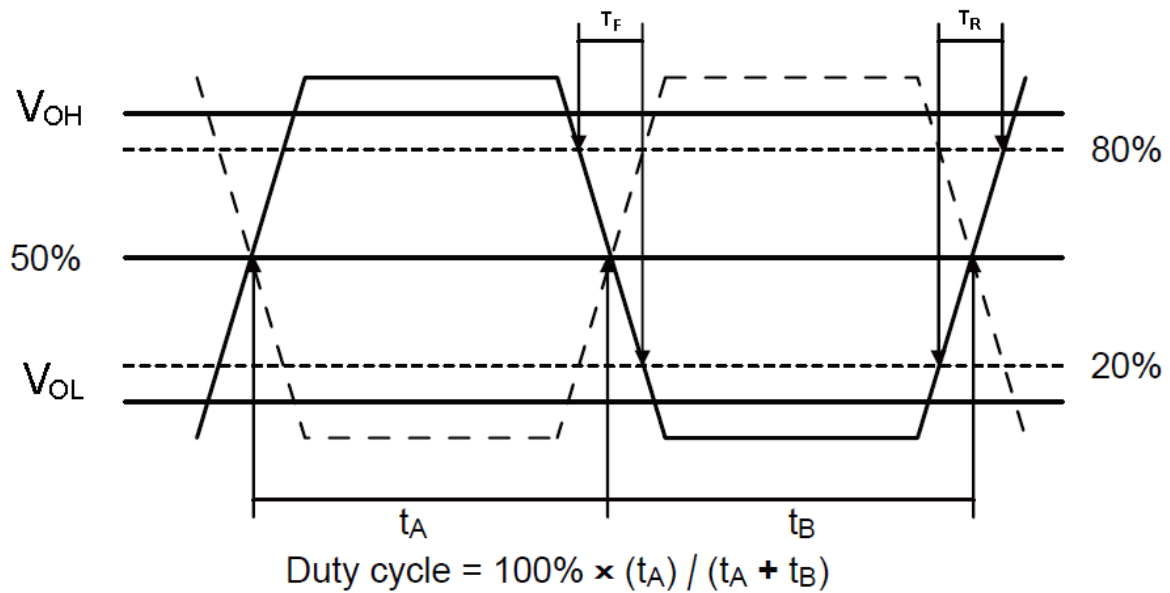 TF TR
VOH
80%
50%
20%
VOL
tA tB
Duty cycle = 100% × (tA) / (tA + tB)